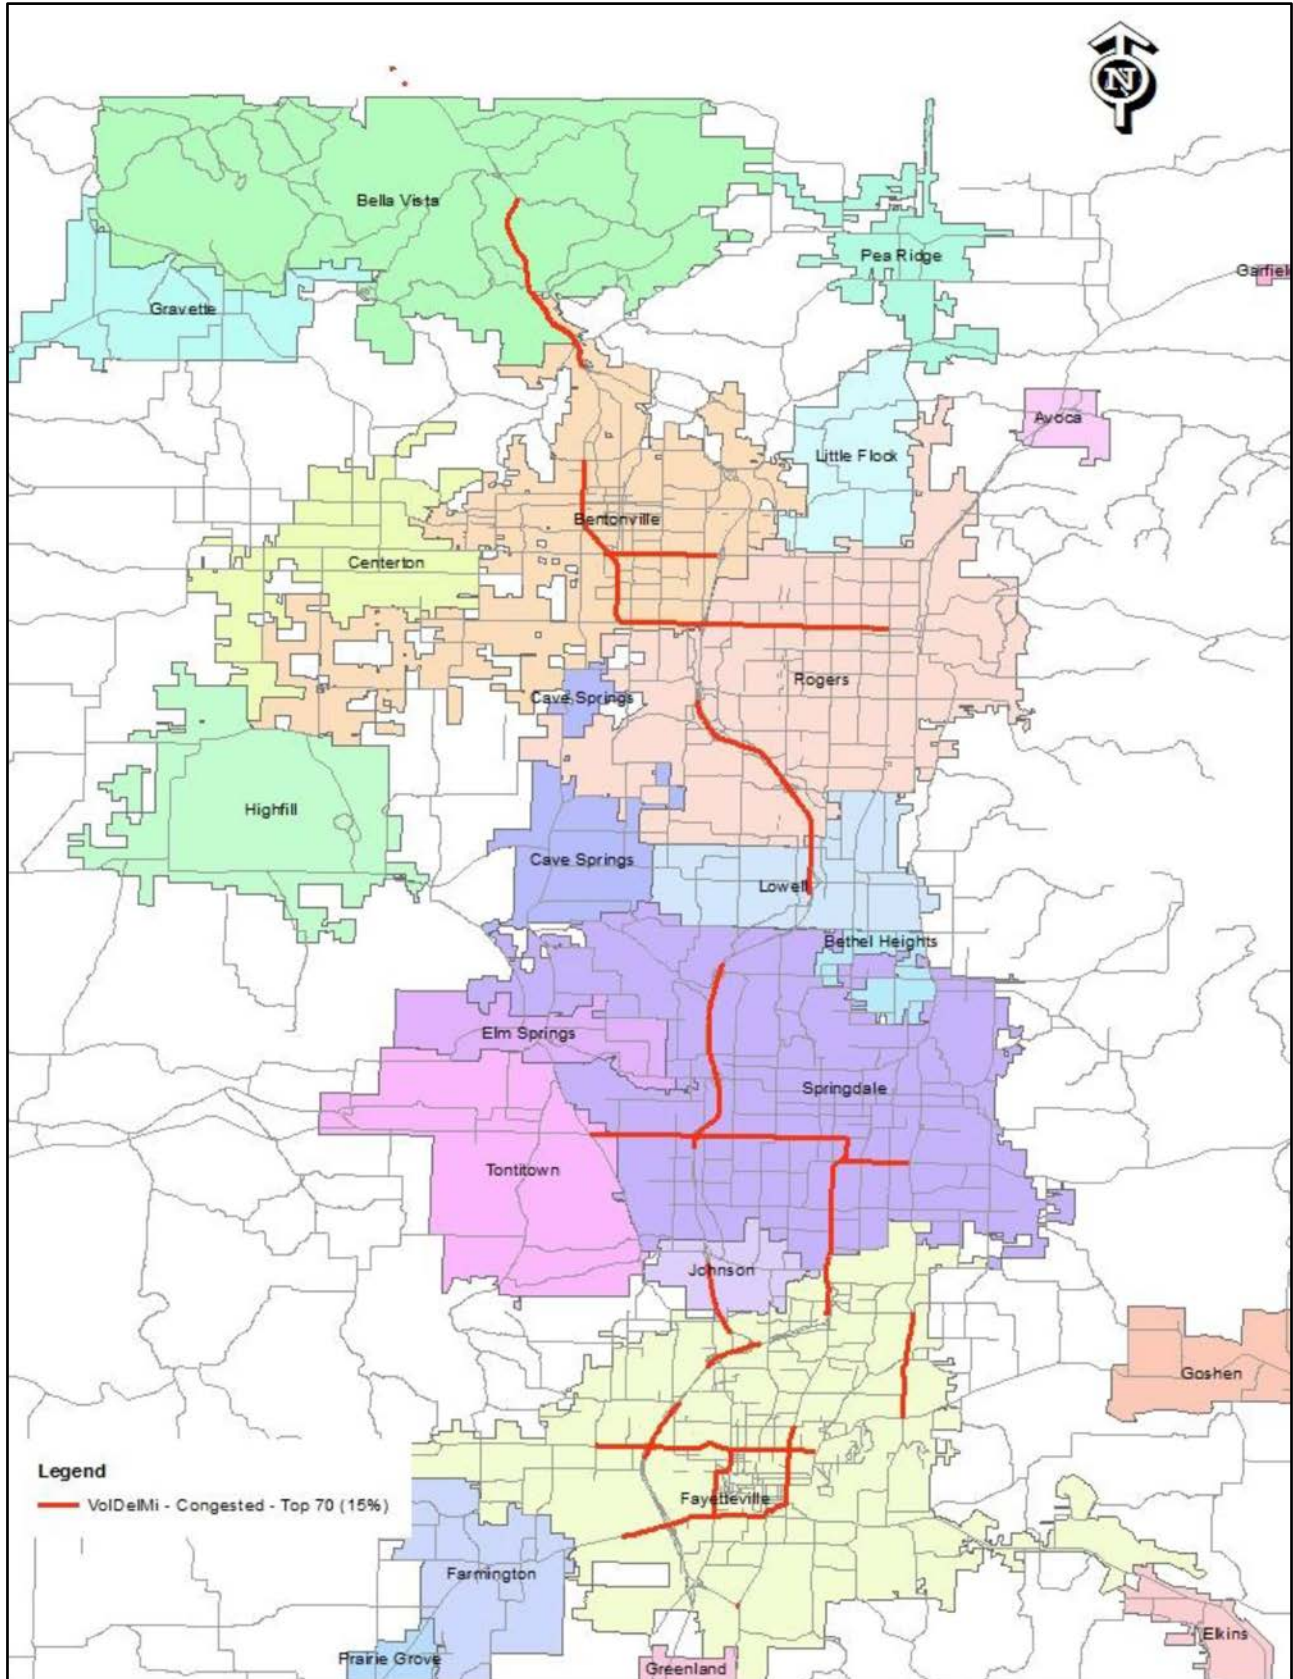 N
Bella Vista
Pea Ridge
Garfiel
Gravette
Avoca
Little Flock
Bentonville
Centerton
Rogers
Cave Springs
Highfill
Cave Springs
Lowell
Bethel Heights
Elm Springs
Springdale
Tontitown
Johnson
Goshen
Legend
VolDelMi - Congested - Top 70 (15%)
Fayetteville
Farmington
Elkins
Prairie Grove
Greenland